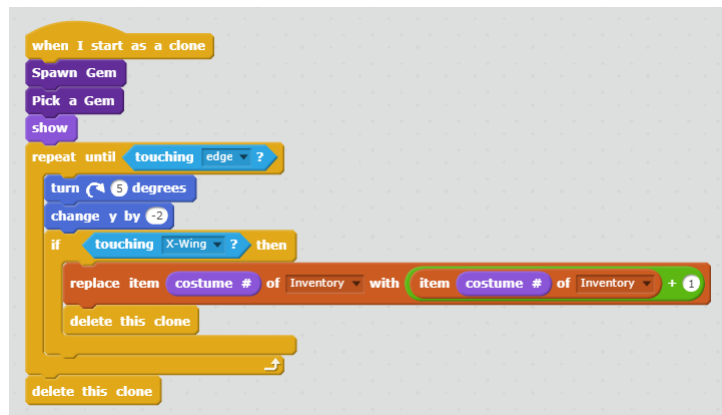 when I start as a clone
Spawn Gem
Pick a Gem
show
repeat until touching edge ?
turn 5 degrees
change y by -2
if touching X-Wing ? then
replace item costume # of Inventory with item costume # of Inventory + 1
delete this clone
delete this clone